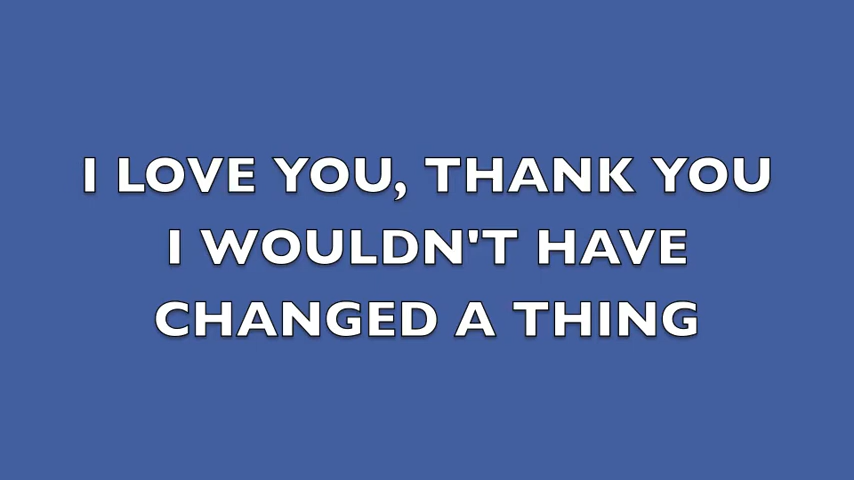 I LOVE YOU, THANK YOU
I WOULDN'T HAVE
CHANGED A THING